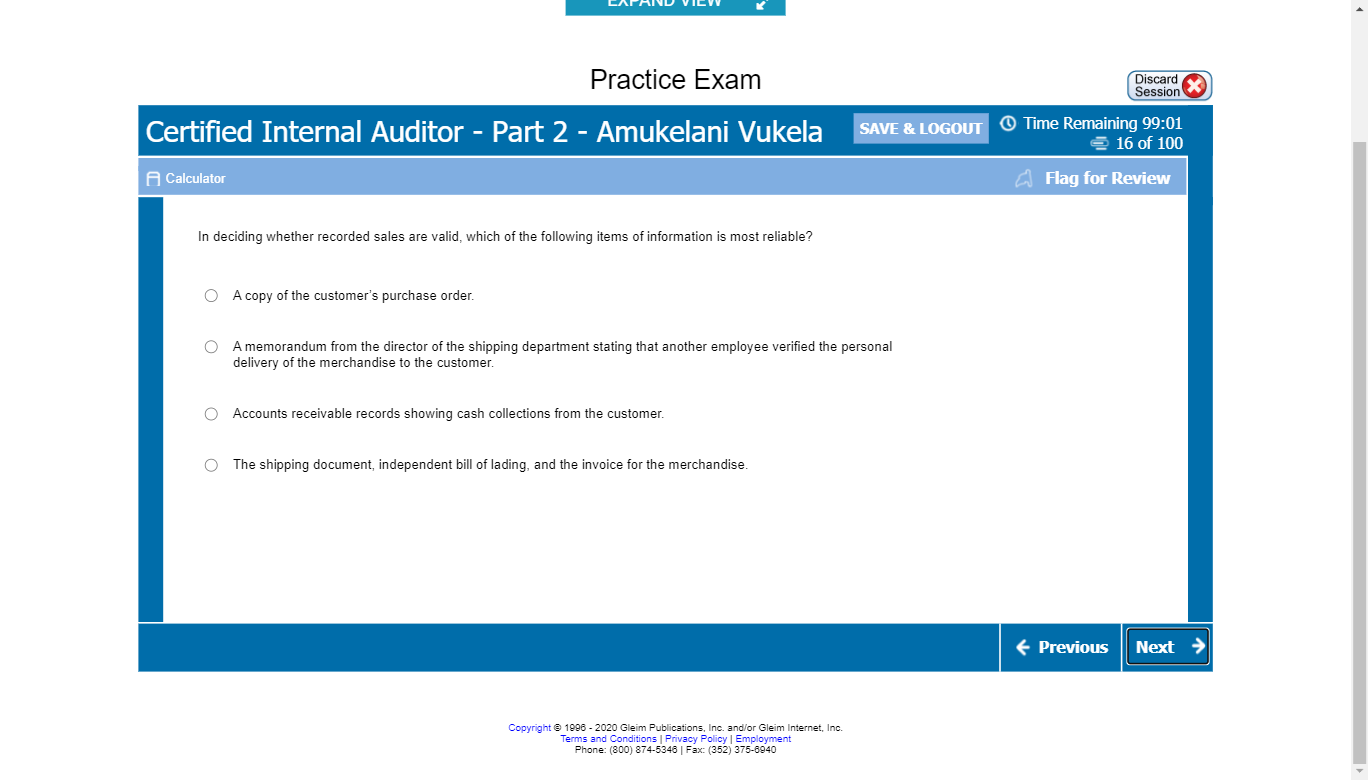 EXPAND VIEW
Practice Exam
Discard
Session
Certified Internal Auditor - Part 2 - Amukelani Vukela
SAVE & LOGOUT
Time Remaining 99:01
16 of 100
Calculator
Flag for Review
In deciding whether recorded sales are valid, which of the following items of information is most reliable?
A copy of the customer's purchase order.
A memorandum from the director of the shipping department stating that another employee verified the personal
delivery of the merchandise to the customer.
Accounts receivable records showing cash collections from the customer.
The shipping document, independent bill of lading, and the invoice for the merchandise.
Previous
Next
Copyright © 1996 - 2020 Gleim Publications, Inc. and/or Gleim Internet, Inc.
Terms and Conditions | Privacy Policy | Employment
Phone: (800) 874-5346 | Fax: (352) 375-6940